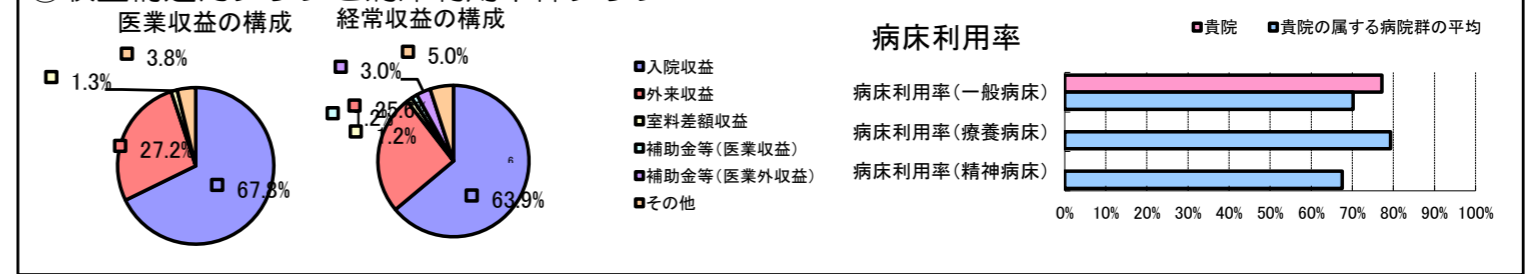 医業収益の構成
3.8%
1.3%
27.2%
67.8%
経常収益の構成
5.0%
3.0%
25.6%
1.2%
1.2%
63.9%
入院収益
外来収益
室料差額収益
補助金等(医業収益)
補助金等(医業外収益)
その他
病床利用率
貴院 貴院の属する病院群の平均
病床利用率(一般病床)
病床利用率(療養病床)
病床利用率(精神病床)
0% 10% 20% 30% 40% 50% 60% 70% 80% 90% 100%